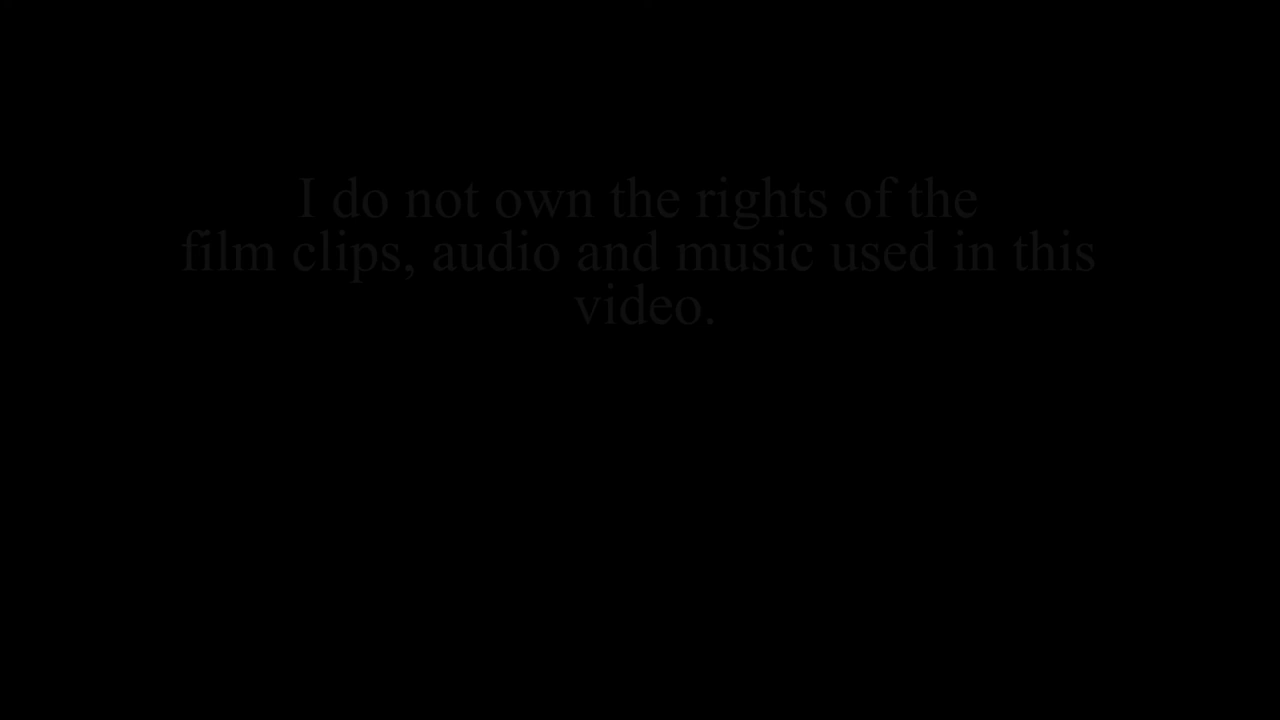 I do not own the rights of the
film clips, audio and music used in this
video.